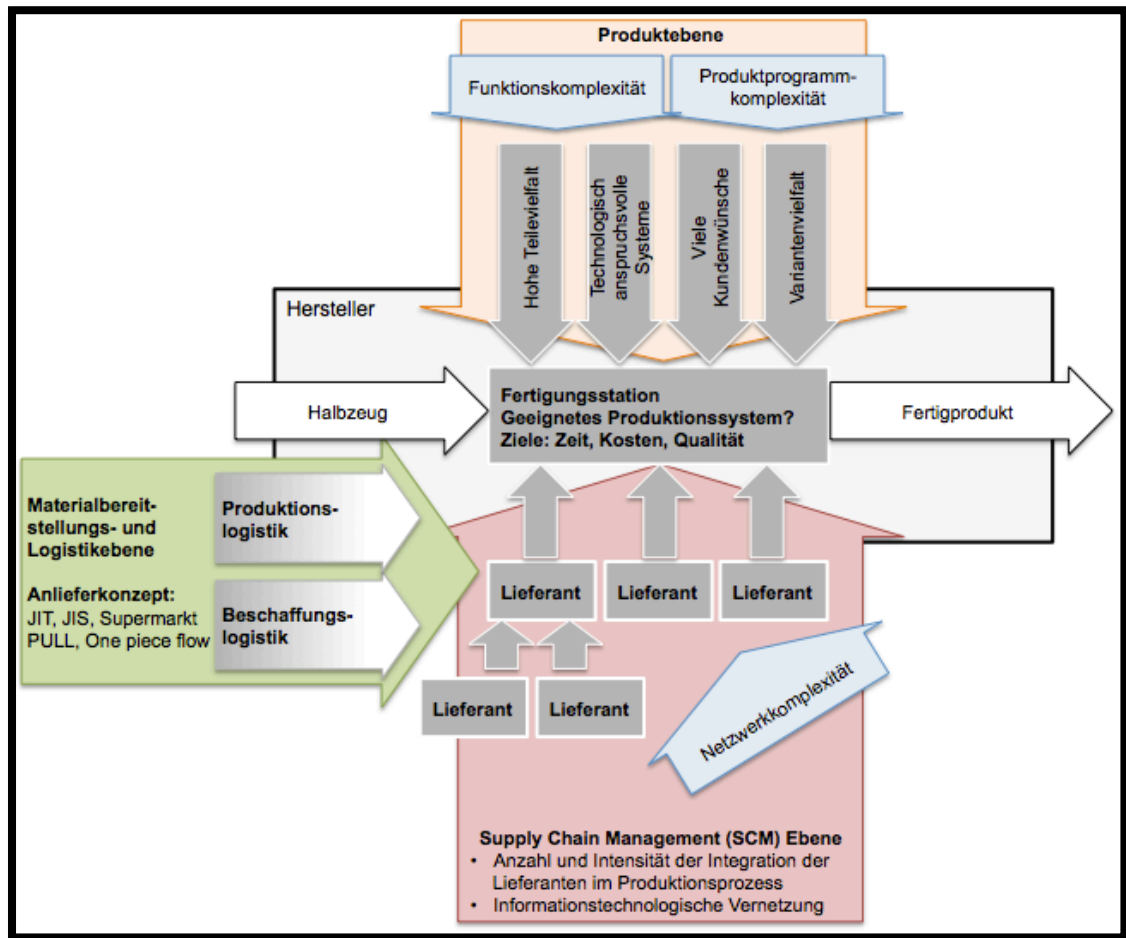 Produktebene
Funktionskomplexität
Produktprogramm-
komplexität
Hohe Teilevielfalt
Technologisch
anspruchsvolle
Systeme
Viele
Kundenwünsche
Variantenvielfalt
Hersteller
Halbzeug
Fertigungsstation
Geeignetes Produktionssystem?
Ziele: Zeit, Kosten, Qualität
Fertigprodukt
Materialbereit-
stellungs- und
Logistikebene
Anlieferkonzept:
JIT, JIS, Supermarkt
PULL, One piece flow
Produktions-
logistik
Beschaffungs-
logistik
Lieferant
Lieferant
Lieferant
Lieferant
Lieferant
Netzwerkkomplexität
Supply Chain Management (SCM) Ebene
• Anzahl und Intensität der Integration der
Lieferanten im Produktionsprozess
• Informationstechnologische Vernetzung